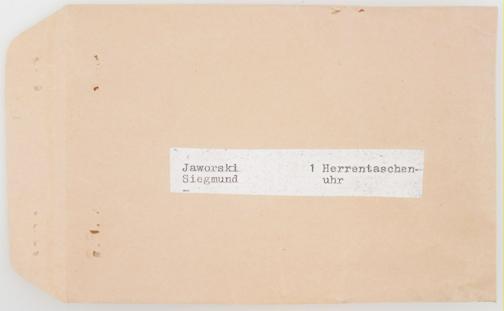 Jaworski 1 Herrentaschen-
Siegmund uhr